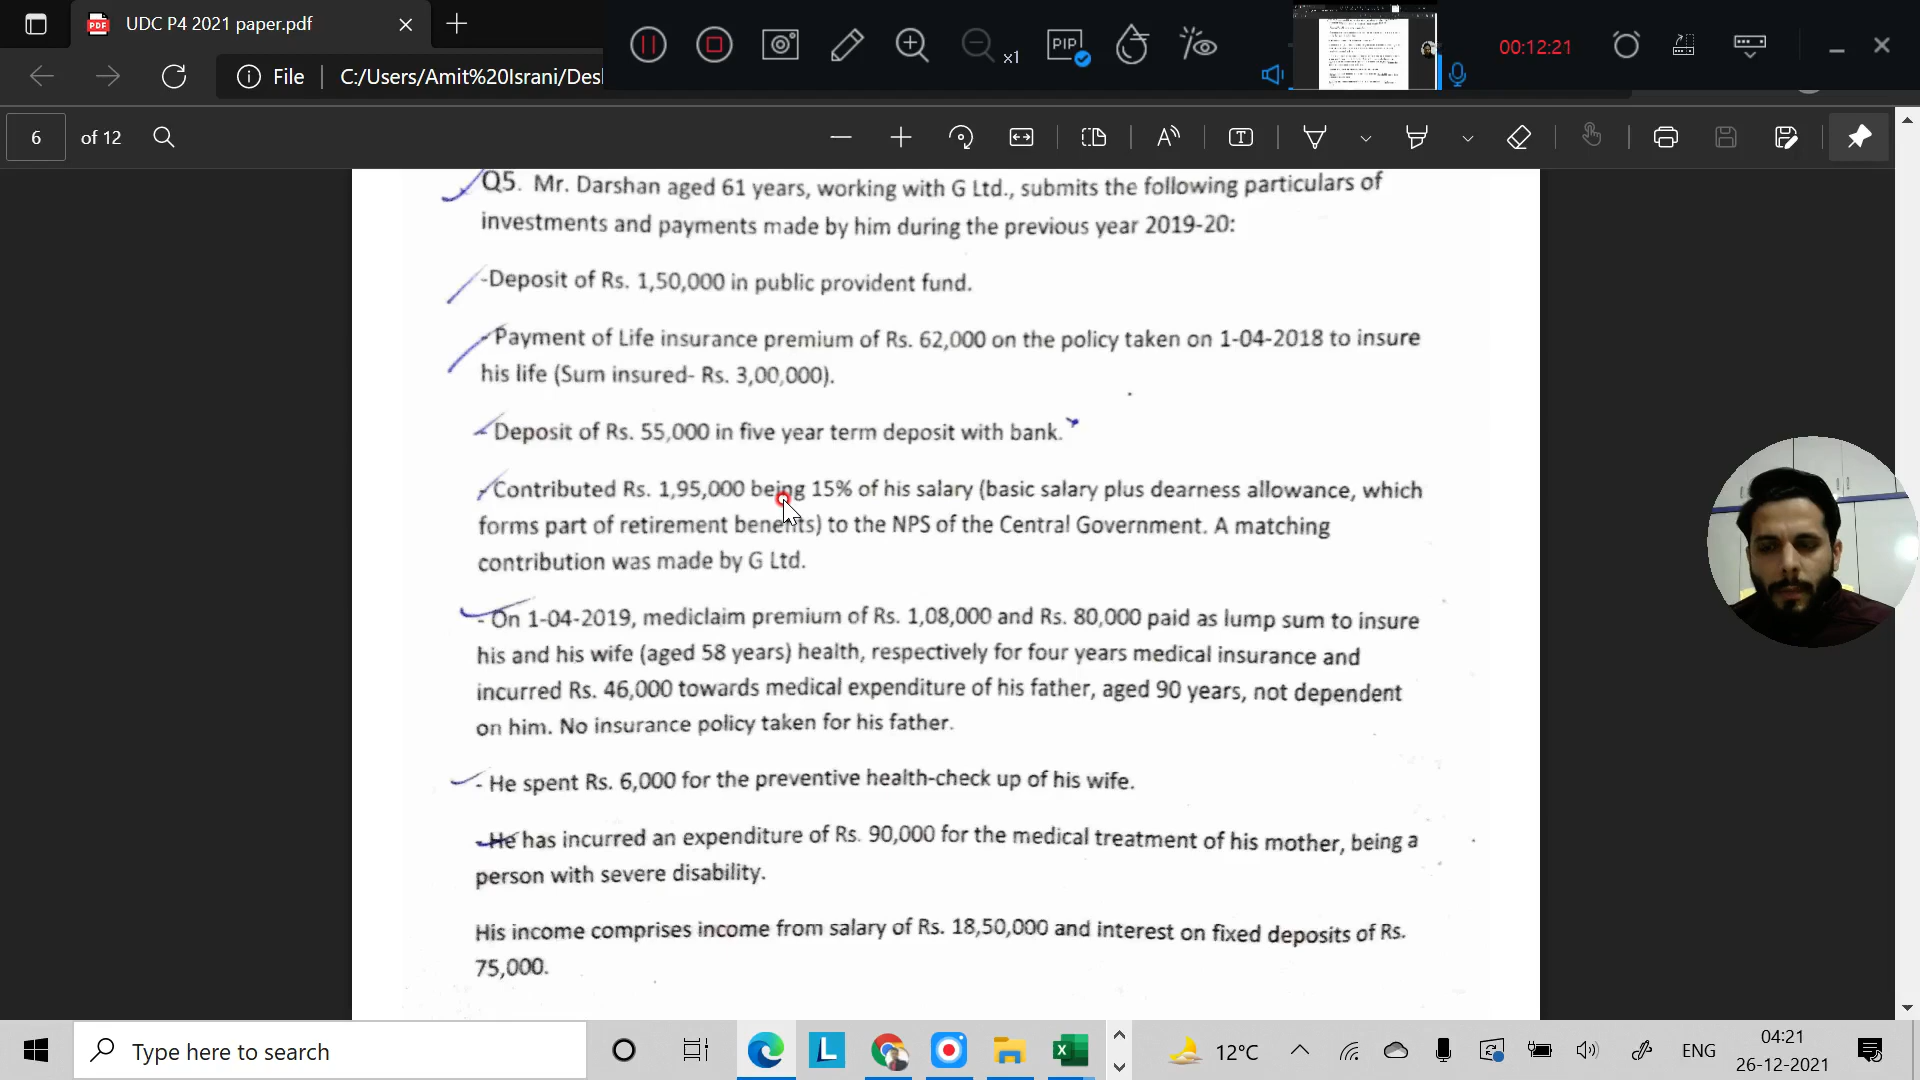 UDC P4 2021 paper.pdf
x1
PIP
00:12:21
File
C:/Users/Amit%20Israni/Desl
6
of 12
Q5. Mr. Darshan aged 61 years, working with G Ltd., submits the following particulars of
investments and payments made by him during the previous year 2019-20:
-Deposit of Rs. 1,50,000 in public provident fund.
- Payment of Life insurance premium of Rs. 62,000 on the policy taken on 1-04-2018 to insure
his life (Sum insured- Rs. 3,00,000).
- Deposit of Rs. 55,000 in five year term deposit with bank.
- Contributed Rs. 1,95,000 being 15% of his salary (basic salary plus dearness allowance, which
forms part of retirement benefits) to the NPS of the Central Government. A matching
contribution was made by G Ltd.
- On 1-04-2019, mediclaim premium of Rs. 1,08,000 and Rs. 80,000 paid as lump sum to insure
his and his wife (aged 58 years) health, respectively for four years medical insurance and
incurred Rs. 46,000 towards medical expenditure of his father, aged 90 years, not dependent
on him. No insurance policy taken for his father.
- He spent Rs. 6,000 for the preventive health-check up of his wife.
-He has incurred an expenditure of Rs. 90,000 for the medical treatment of his mother, being a
person with severe disability.
His income comprises income from salary of Rs. 18,50,000 and interest on fixed deposits of Rs.
75,000.
Type here to search
L
12°C
ENG
04:21
26-12-2021